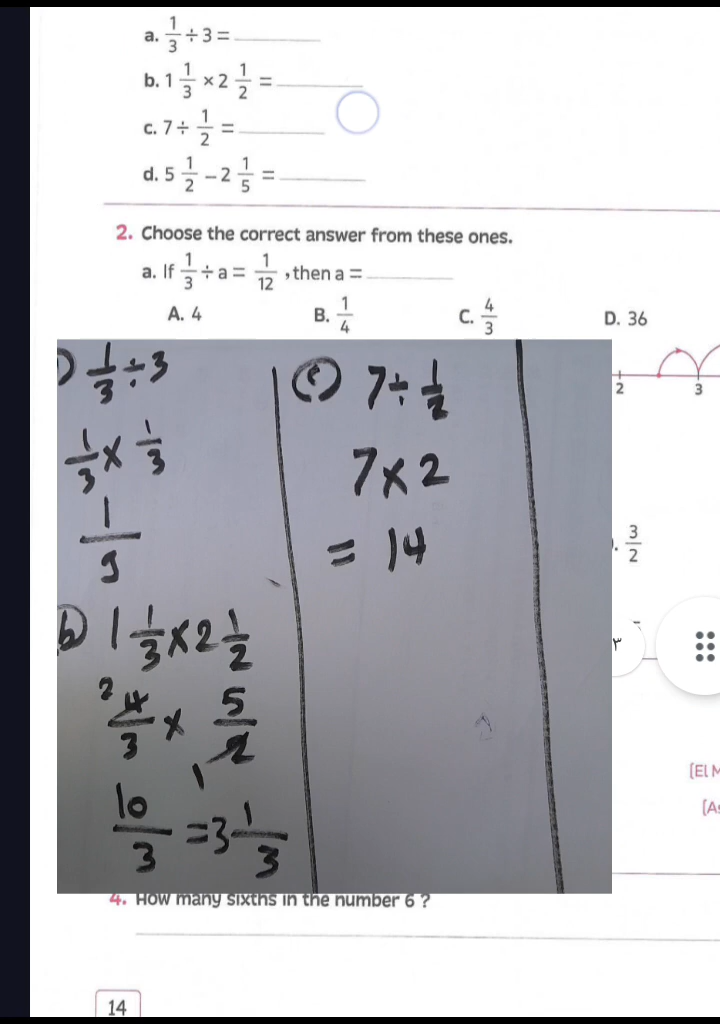 a. 1/3 ÷ 3 =
b. 1 1/3 × 2 1/2 =
c. 7 ÷ 1/2 =
d. 5 1/2 − 2 1/5 =
2. Choose the correct answer from these ones.
a. If 1/3 ÷ a = 1/12 , then a =
A. 4 B. 1/4 C. 4/3 D. 36
1/3 ÷ 3
1/3 × 1/3
1/9
b 1 1/3 × 2 1/2
2 4/3 × 5/2 1
10/3 = 3 1/3
c 7 ÷ 1/2
7 × 2
= 14
2 3
3/2
٣
[El
4. How many sixths in the number 6 ?
14